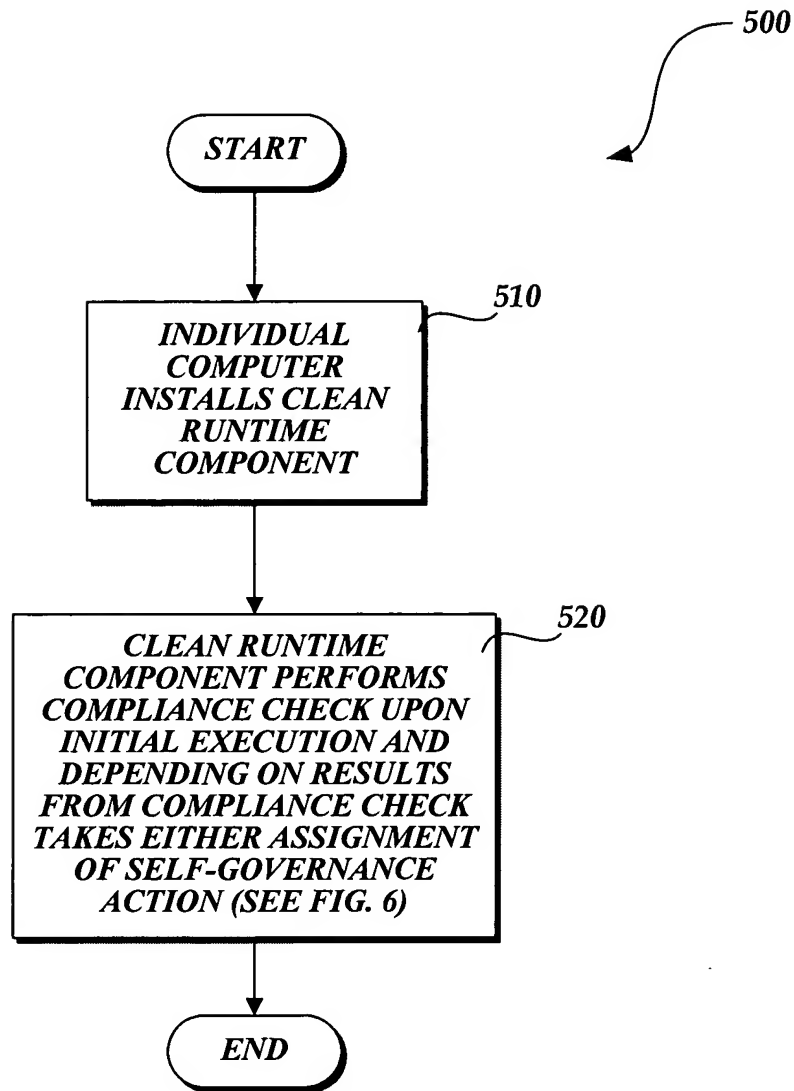 500
START
510
INDIVIDUAL
COMPUTER
INSTALLS CLEAN
RUNTIME
COMPONENT
520
CLEAN RUNTIME
COMPONENT PERFORMS
COMPLIANCE CHECK UPON
INITIAL EXECUTION AND
DEPENDING ON RESULTS
FROM COMPLIANCE CHECK
TAKES EITHER ASSIGNMENT
OF SELF-GOVERNANCE
ACTION (SEE FIG. 6)
END